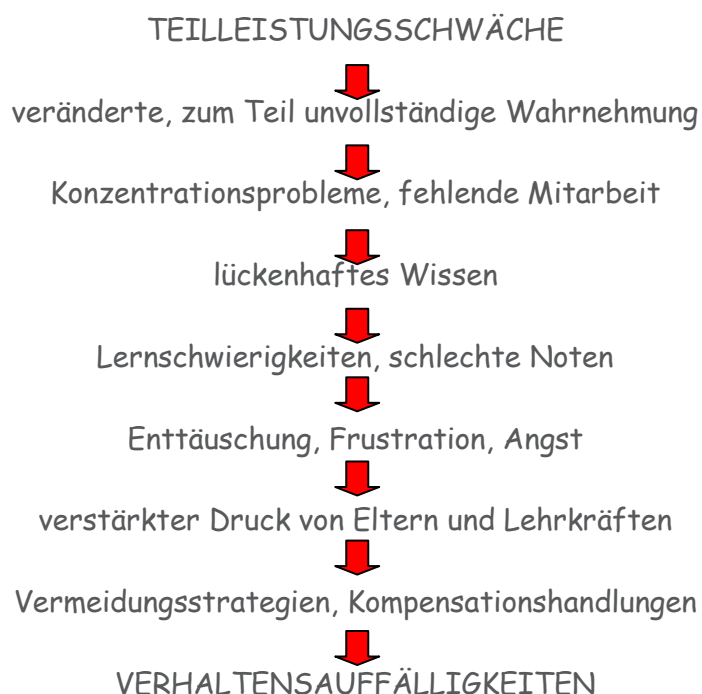 TEILLEISTUNGSSCHWÄCHE
veränderte, zum Teil unvollständige Wahrnehmung
Konzentrationsprobleme, fehlende Mitarbeit
lückenhaftes Wissen
Lernschwierigkeiten, schlechte Noten
Enttäuschung, Frustration, Angst
verstärkter Druck von Eltern und Lehrkräften
Vermeidungsstrategien, Kompensationshandlungen
VERHALTENSAUFFÄLLIGKEITEN